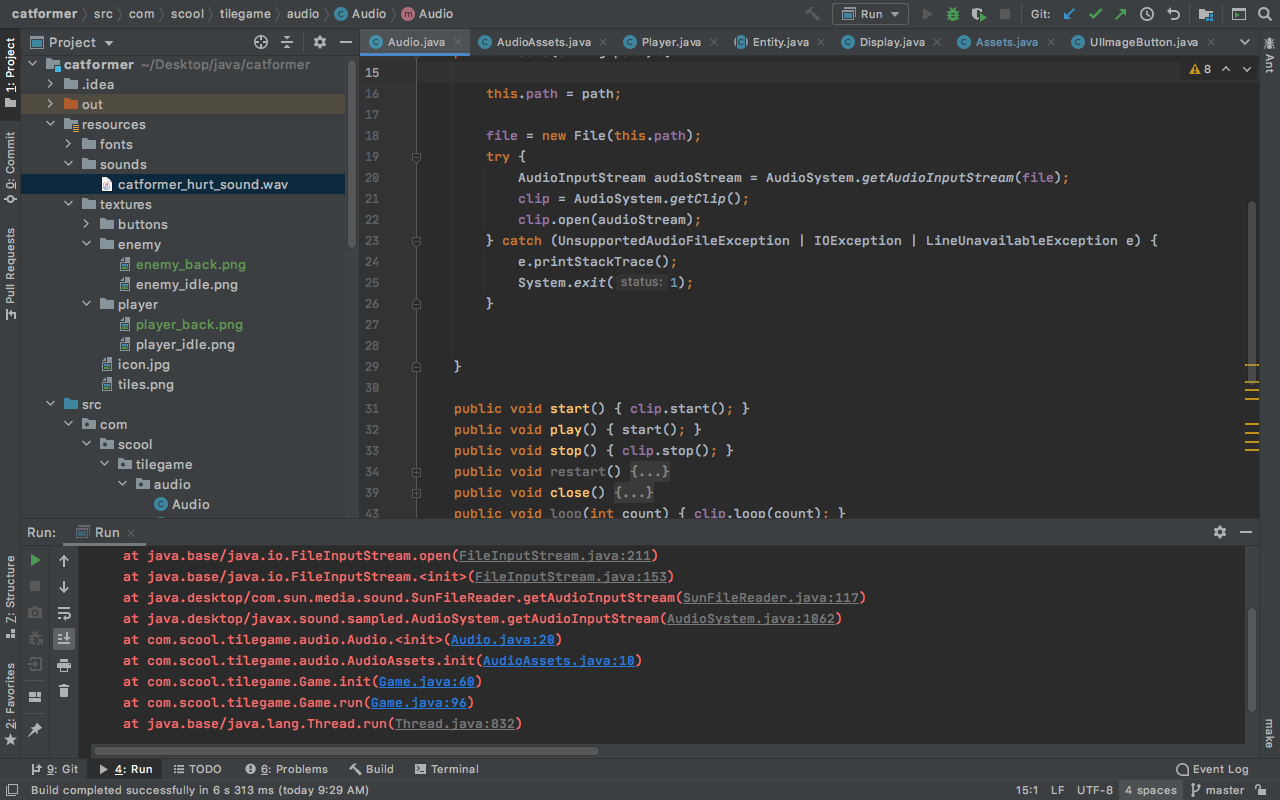 catformer › src › com › scool › tilegame › audio › Audio › Audio
Run
Git:
1: Project
0: Commit
Pull Requests
Z: Structure
2: Favorites
Project
catformer ~/Desktop/java/catformer
.idea
out
resources
fonts
sounds
catformer_hurt_sound.wav
textures
buttons
enemy
enemy_back.png
enemy_idle.png
player
player_back.png
player_idle.png
icon.jpg
tiles.png
src
com
scool
tilegame
audio
Audio
Audio.java AudioAssets.java Player.java Entity.java Display.java Assets.java UIImageButton.java
8
15
16 this.path = path;
17
18 file = new File(this.path);
19 try {
20 AudioInputStream audioStream = AudioSystem.getAudioInputStream(file);
21 clip = AudioSystem.getClip();
22 clip.open(audioStream);
23 } catch (UnsupportedAudioFileException | IOException | LineUnavailableException e) {
24 e.printStackTrace();
25 System.exit( status: 1);
26 }
27
28
29 }
30
31 public void start() { clip.start(); }
32 public void play() { start(); }
33 public void stop() { clip.stop(); }
34 public void restart() {...}
39 public void close() {...}
43 public void loop(int count) { clip.loop(count); }
Ant
make
Run: Run
at java.base/java.io.FileInputStream.open(FileInputStream.java:211)
at java.base/java.io.FileInputStream.<init>(FileInputStream.java:153)
at java.desktop/com.sun.media.sound.SunFileReader.getAudioInputStream(SunFileReader.java:117)
at java.desktop/javax.sound.sampled.AudioSystem.getAudioInputStream(AudioSystem.java:1062)
at com.scool.tilegame.audio.Audio.<init>(Audio.java:20)
at com.scool.tilegame.audio.AudioAssets.init(AudioAssets.java:10)
at com.scool.tilegame.Game.init(Game.java:60)
at com.scool.tilegame.Game.run(Game.java:96)
at java.base/java.lang.Thread.run(Thread.java:832)
9: Git 4: Run TODO 6: Problems Build Terminal Event Log
Build completed successfully in 6 s 313 ms (today 9:29 AM) 15:1 LF UTF-8 4 spaces master